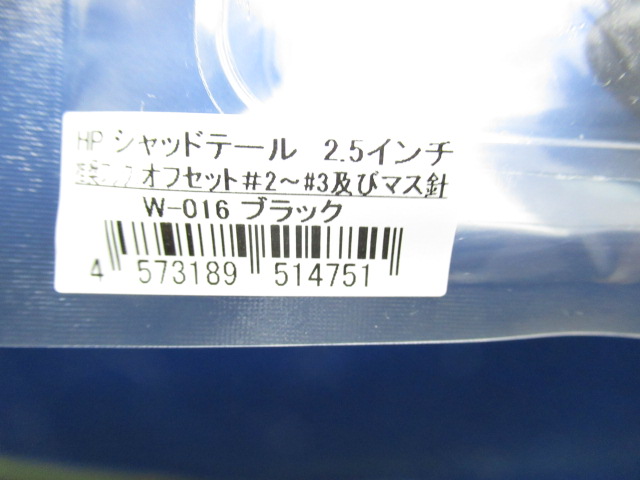 HP シャッドテール 2.5インチ
オフセット#2～#3及びマス針
W-016 ブラック
4 573189 514751